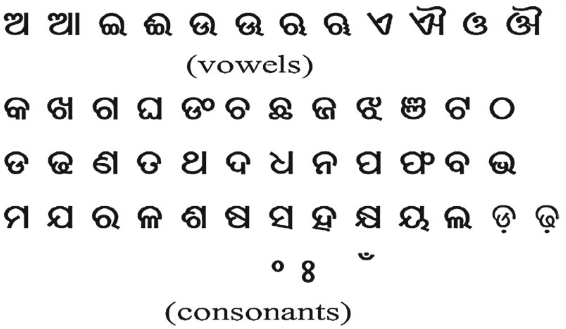 ଅ ଆ ଇ ଈ ଉ ଊ ଋ ୠ ଏ ଐ ଓ ଔ
(vowels)
କ ଖ ଗ ଘ ଙ ଚ ଛ ଜ ଝ ଞ ଟ ଠ
ଡ ଢ ଣ ତ ଥ ଦ ଧ ନ ପ ଫ ବ ଭ
ମ ଯ ର ଳ ଶ ଷ ସ ହ କ୍ଷ ୟ ଲ ଡ଼ ଢ଼
ଂ ଃ ଁ
(consonants)